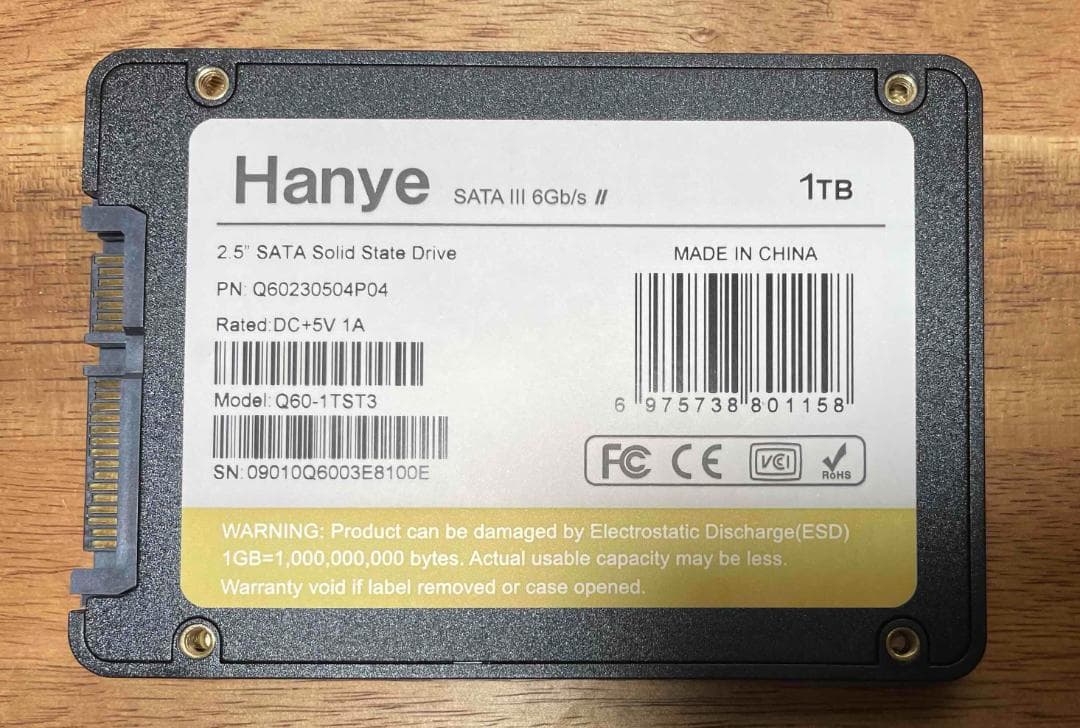 Hanye SATA III 6Gb/s // 1TB
2.5" SATA Solid State Drive
MADE IN CHINA
PN: Q60230504P04
Rated:DC+5V 1A
Model: Q60-1TST3
6 975738 801158
SN:09010Q6003E8100E
FC CE VCI RoHS
WARNING: Product can be damaged by Electrostatic Discharge(ESD)
1GB=1,000,000,000 bytes. Actual usable capacity may be less.
Warranty void if label removed or case opened.